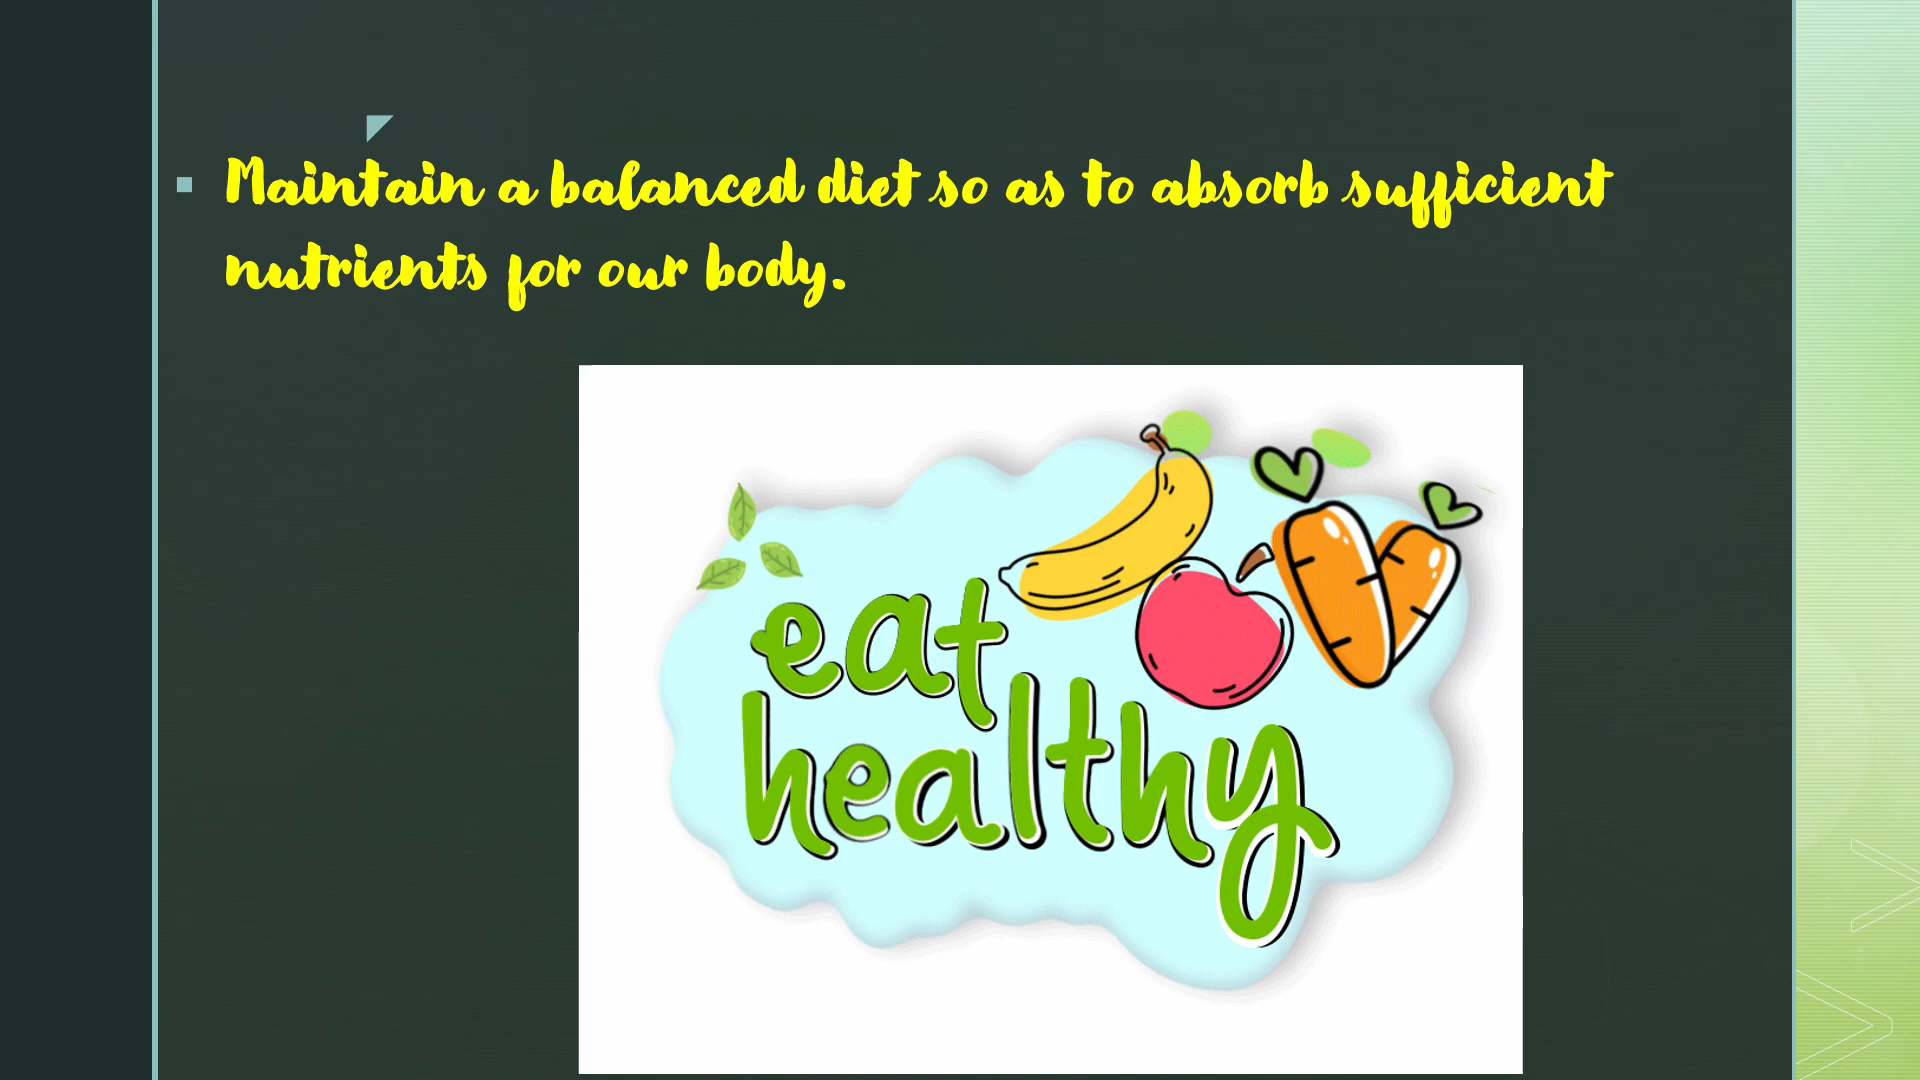 Maintain a balanced diet so as to absorb sufficient
nutrients for our body.
eat
healthy